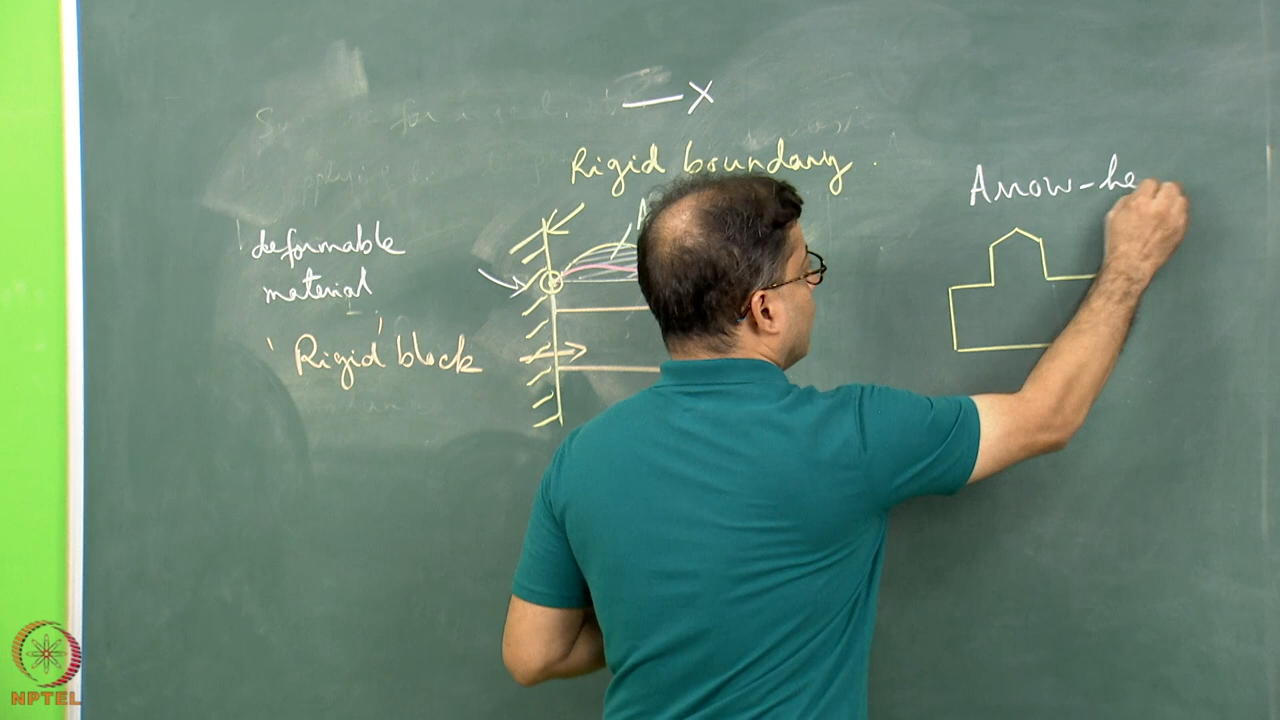 X
Rigid boundary.
Arrow-he
deformable
material
'Rigid' block
A
NPTEL